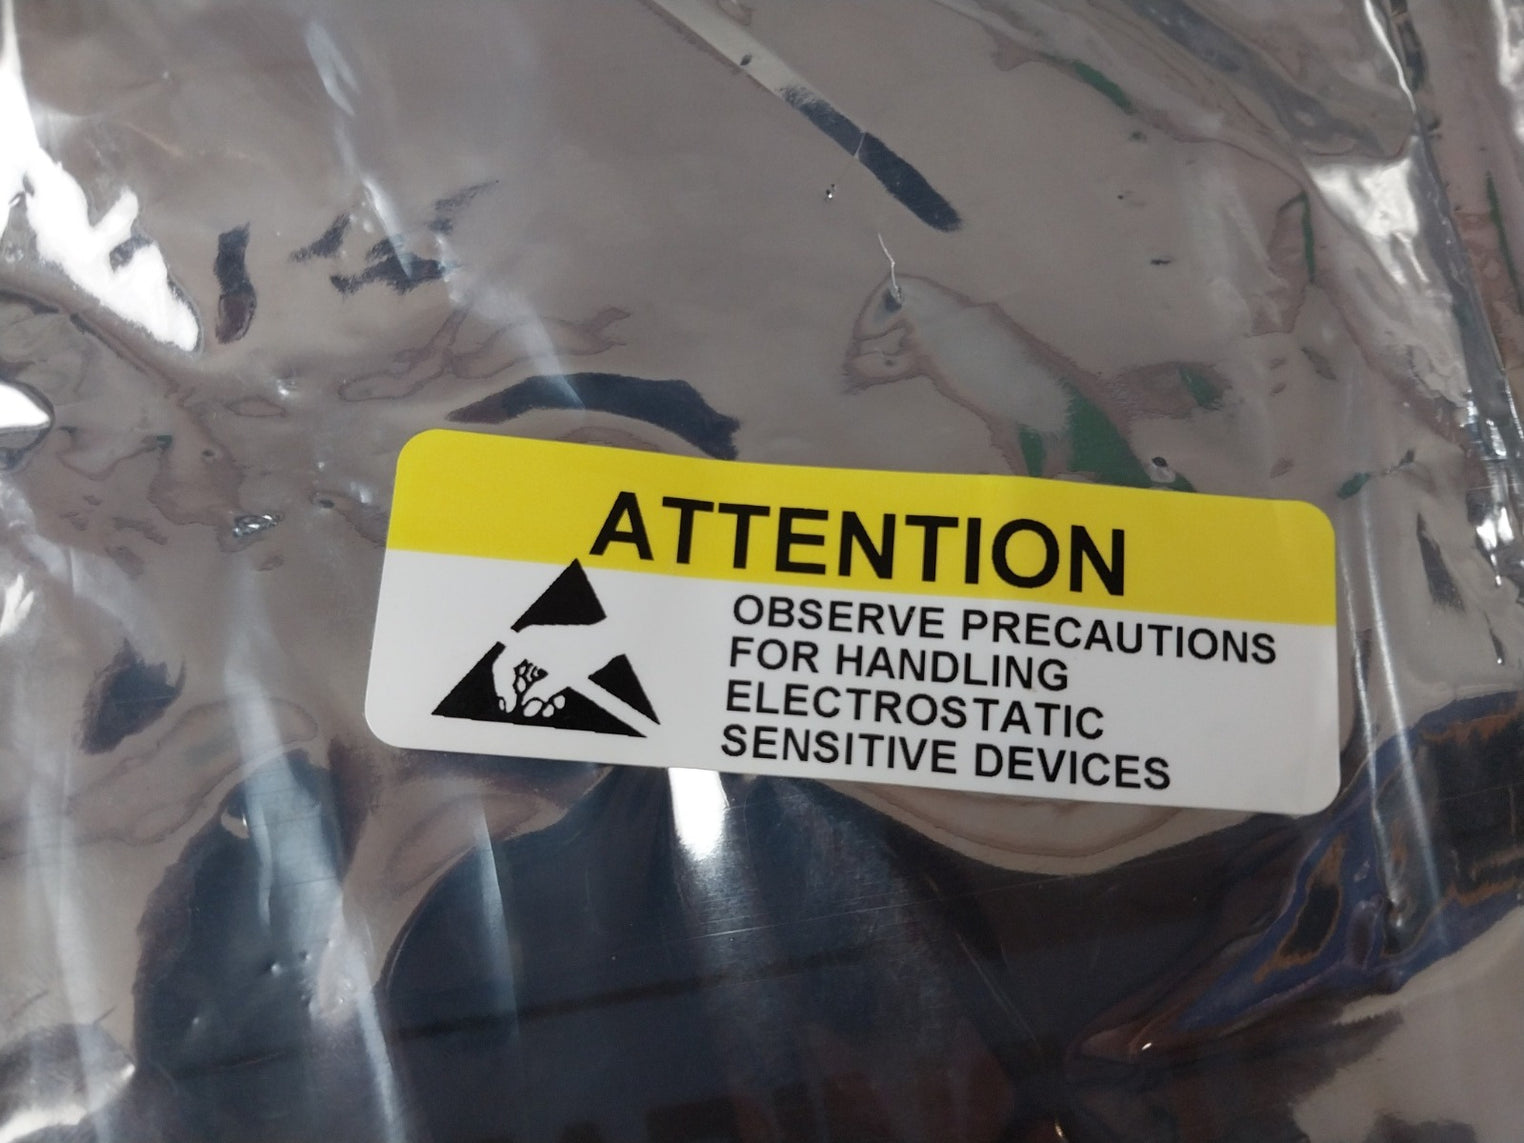 ATTENTION
OBSERVE PRECAUTIONS
FOR HANDLING
ELECTROSTATIC
SENSITIVE DEVICES